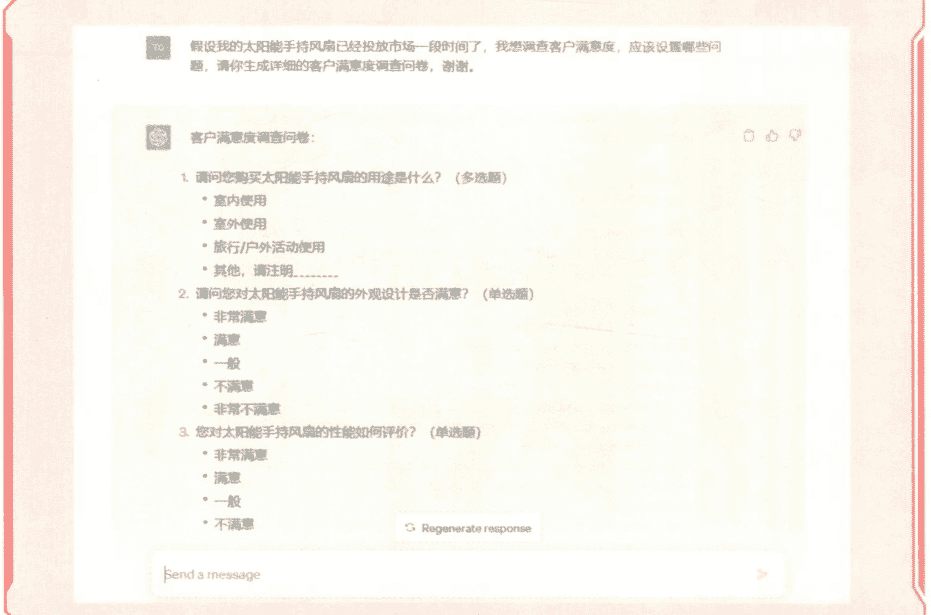 假设我的太阳能手持风扇已经投放市场一段时间了，我想调查客户满意度，应该设置哪些问
题，请你生成详细的客户满意度调查问卷，谢谢。
客户满意度调查问卷：
1. 请问您购买太阳能手持风扇的用途是什么？（多选题）
• 室内使用
• 室外使用
• 旅行/户外活动使用
• 其他，请注明________
2. 请问您对太阳能手持风扇的外观设计是否满意？（单选题）
• 非常满意
• 满意
• 一般
• 不满意
• 非常不满意
3. 您对太阳能手持风扇的性能如何评价？（单选题）
• 非常满意
• 满意
• 一般
• 不满意
Regenerate response
Send a message